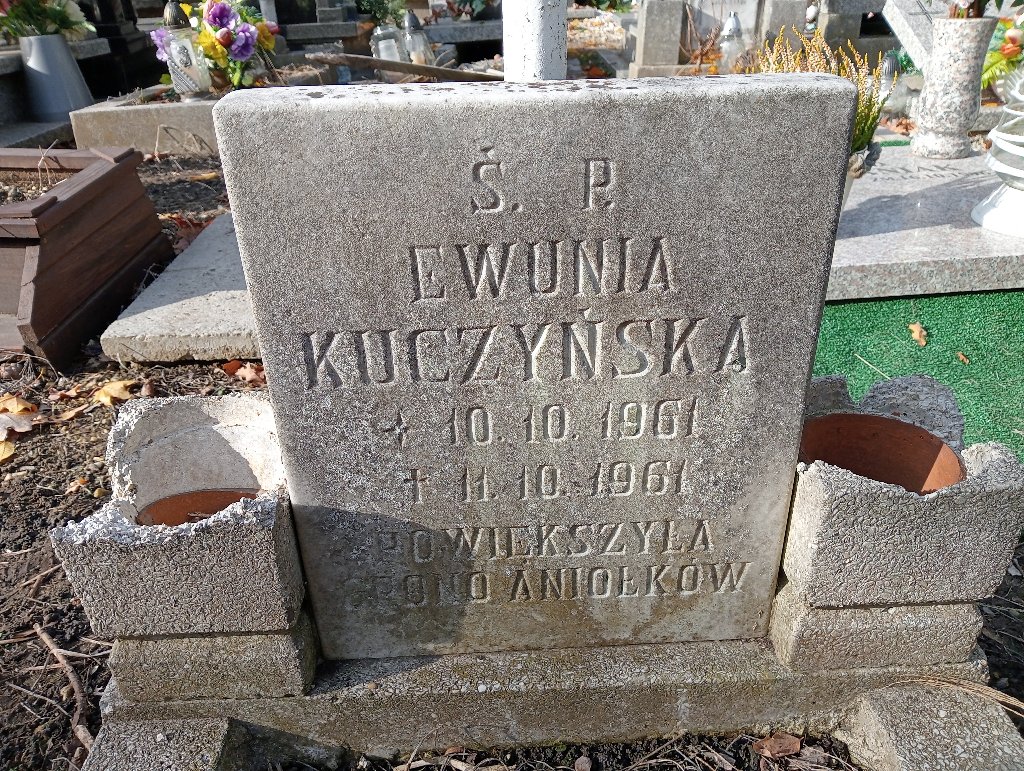 Ś. P.
EWUNIA
KUCZYŃSKA
10. 10. 1961
† 11. 10. 1961
POWIĘKSZYŁA
GRONO ANIOŁKÓW